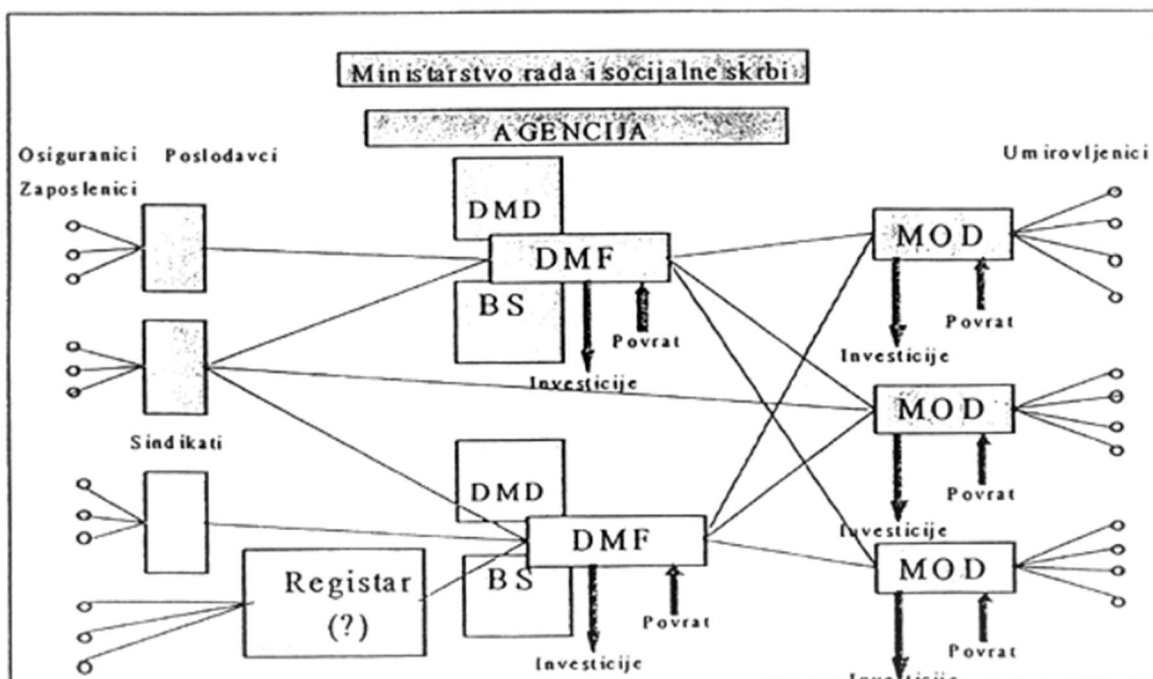 Ministarstvo rada i socijalne skrbi
AGENCIJA
Osiguranici Poslodavci
Zaposlenici
Umirovljenici
DMD
DMF
BS
Povrat
Investicije
MOD
Povrat
Investicije
MOD
Povrat
Investicije
Sindikati
DMD
DMF
BS
Povrat
Investicije
Registar
(?)
MOD
Povrat
Investicije